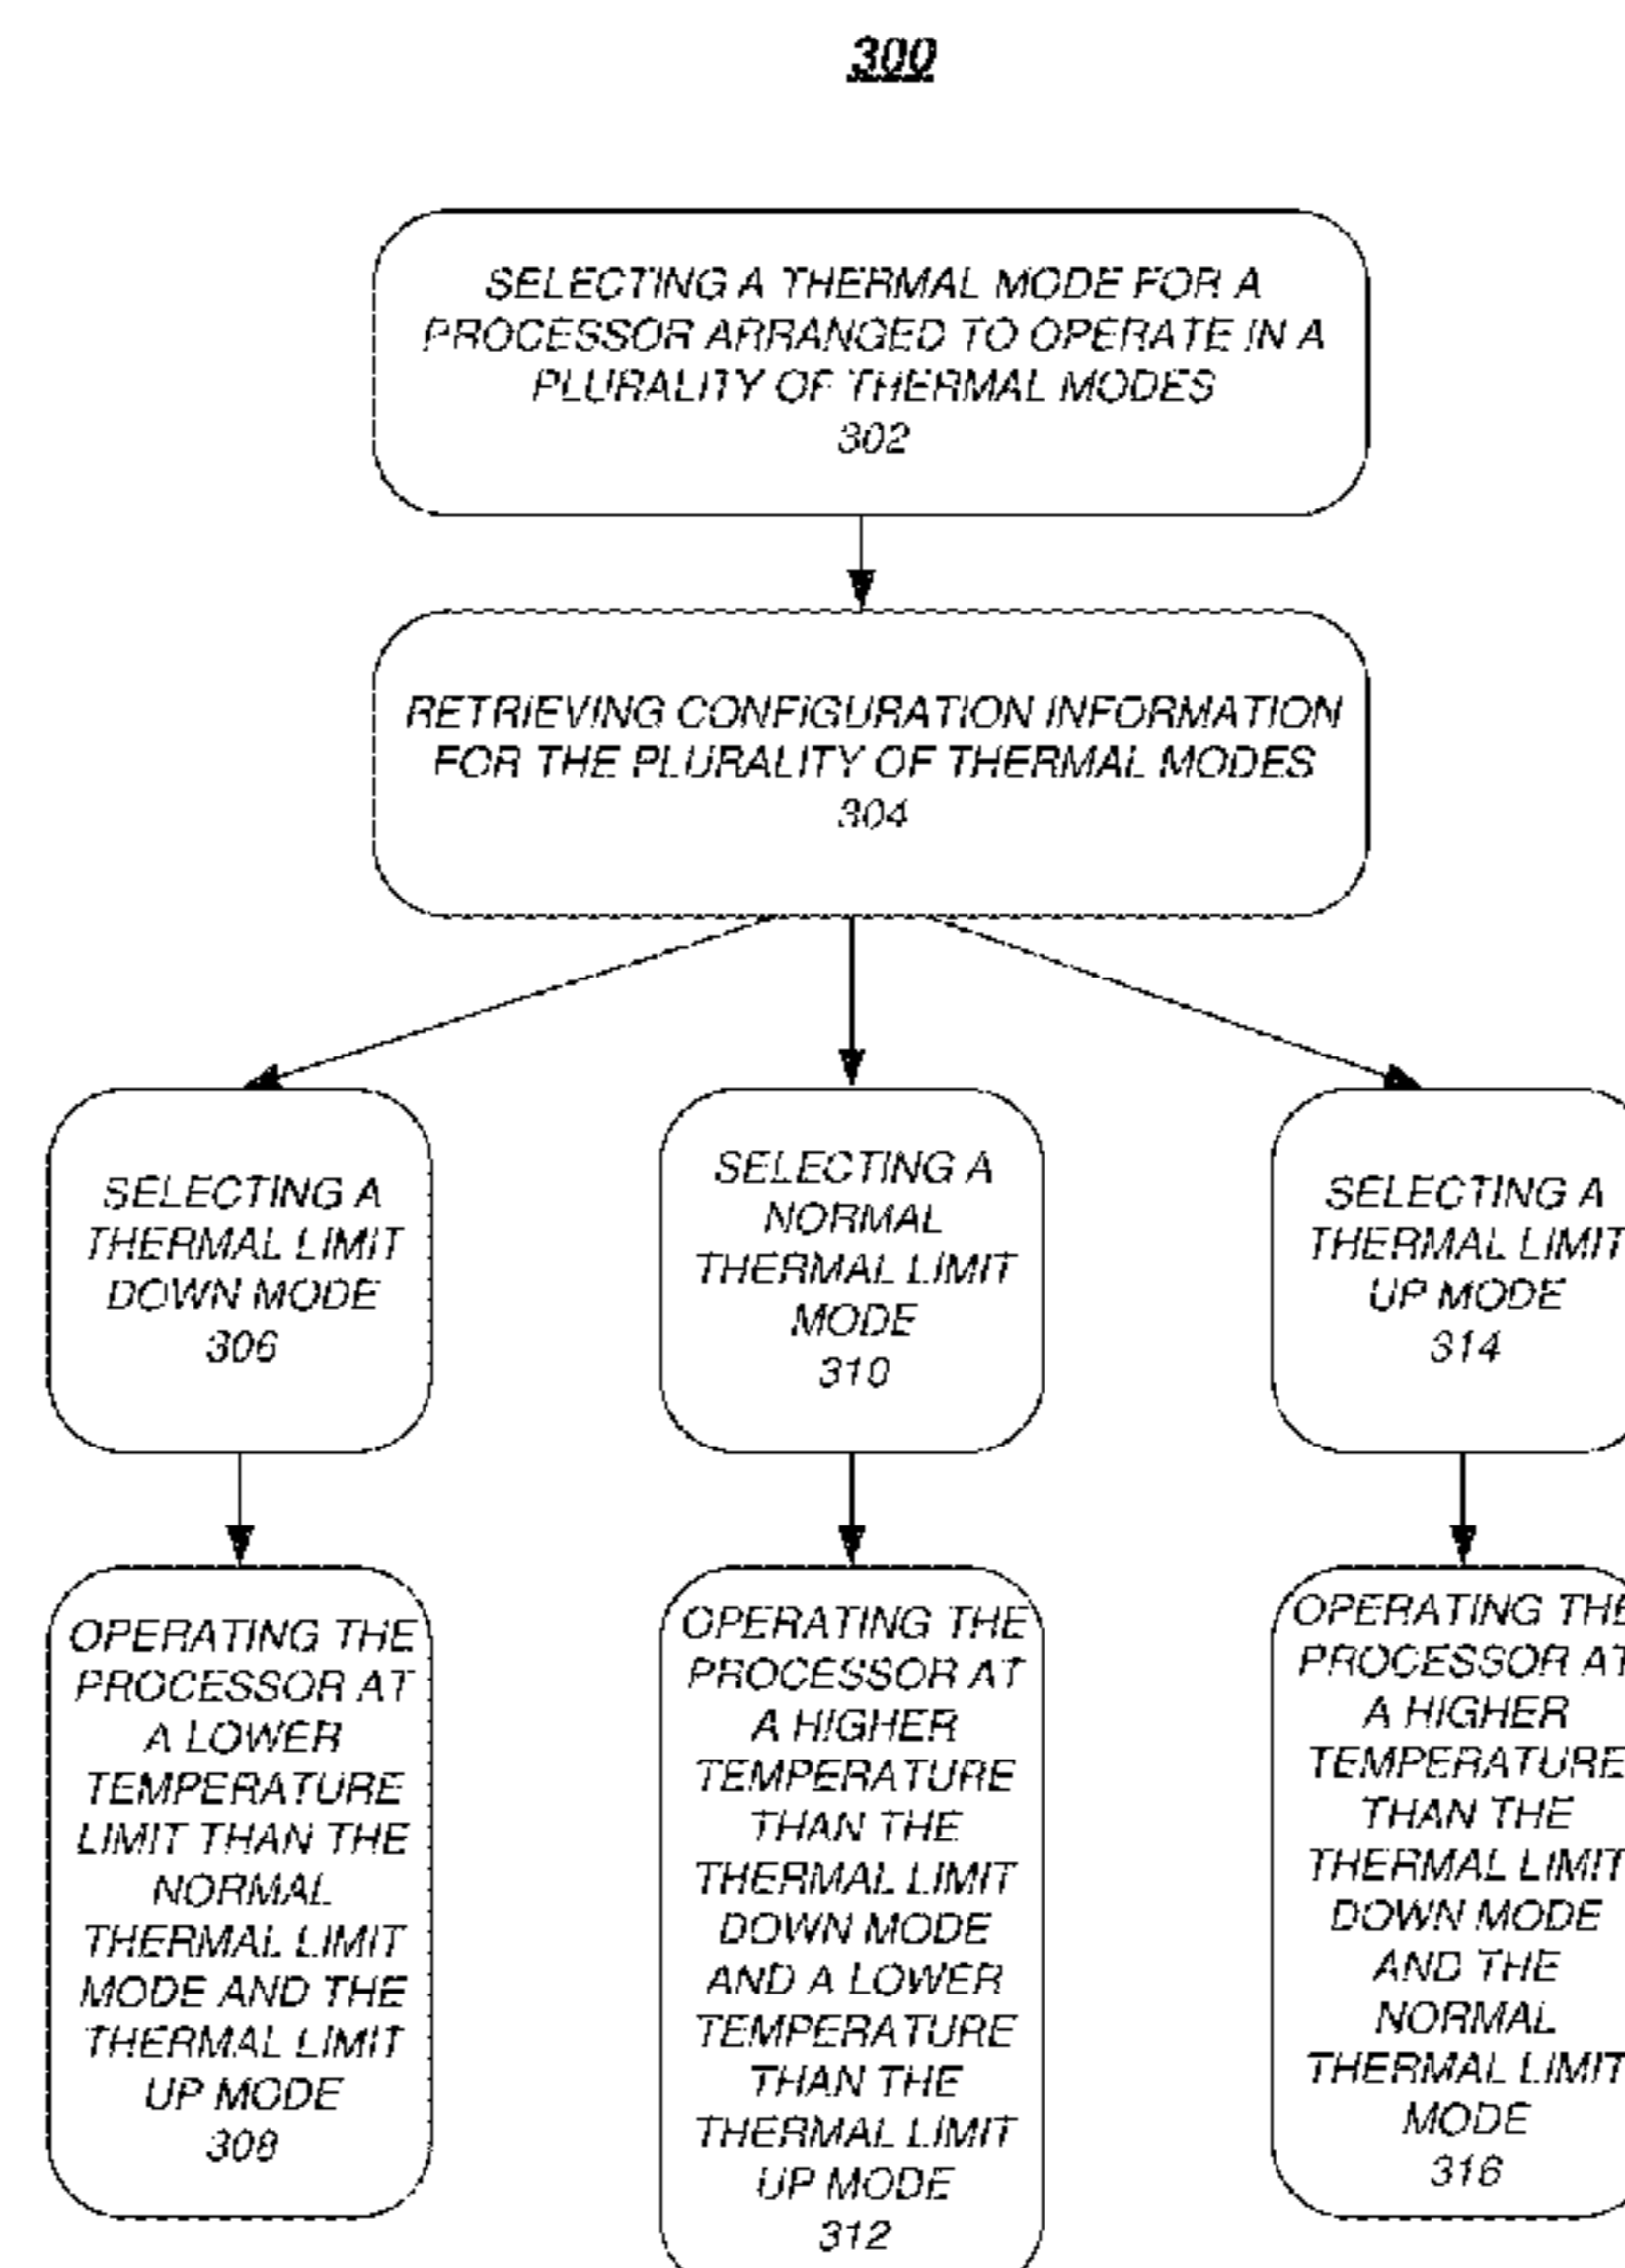 300
SELECTING A THERMAL MODE FOR A
PROCESSOR ARRANGED TO OPERATE IN A
PLURALITY OF THERMAL MODES
302
RETRIEVING CONFIGURATION INFORMATION
FOR THE PLURALITY OF THERMAL MODES
304
SELECTING A
THERMAL LIMIT
DOWN MODE
306
SELECTING A
NORMAL
THERMAL LIMIT
MODE
310
SELECTING A
THERMAL LIMIT
UP MODE
314
OPERATING THE
PROCESSOR AT
A LOWER
TEMPERATURE
LIMIT THAN THE
NORMAL
THERMAL LIMIT
MODE AND THE
THERMAL LIMIT
UP MODE
308
OPERATING THE
PROCESSOR AT
A HIGHER
TEMPERATURE
THAN THE
THERMAL LIMIT
DOWN MODE
AND A LOWER
TEMPERATURE
THAN THE
THERMAL LIMIT
UP MODE
312
OPERATING THE
PROCESSOR AT
A HIGHER
TEMPERATURE
THAN THE
THERMAL LIMIT
DOWN MODE
AND THE
NORMAL
THERMAL LIMIT
MODE
316